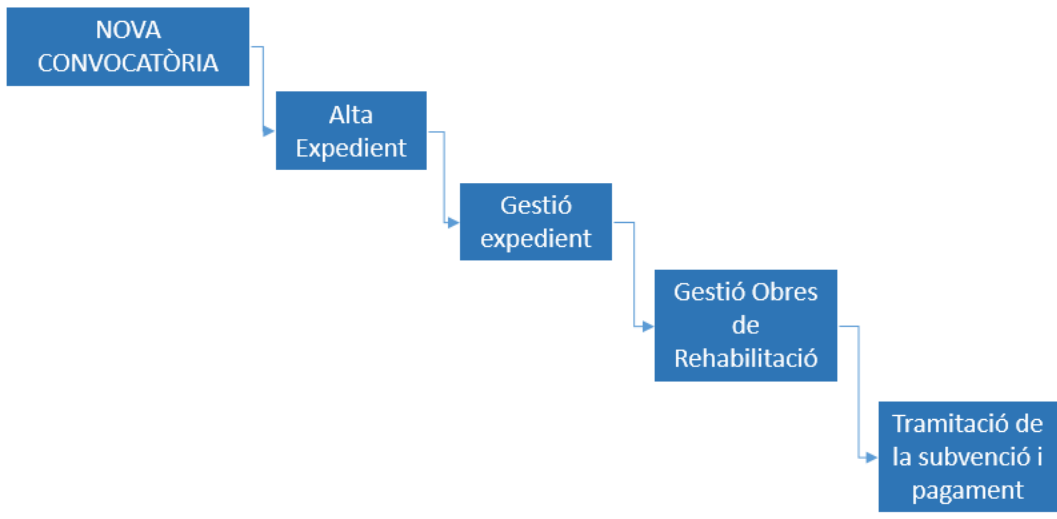 NOVA
CONVOCATÒRIA
Alta
Expedient
Gestió
expedient
Gestió Obres
de
Rehabilitació
Tramitació de
la subvenció i
pagament